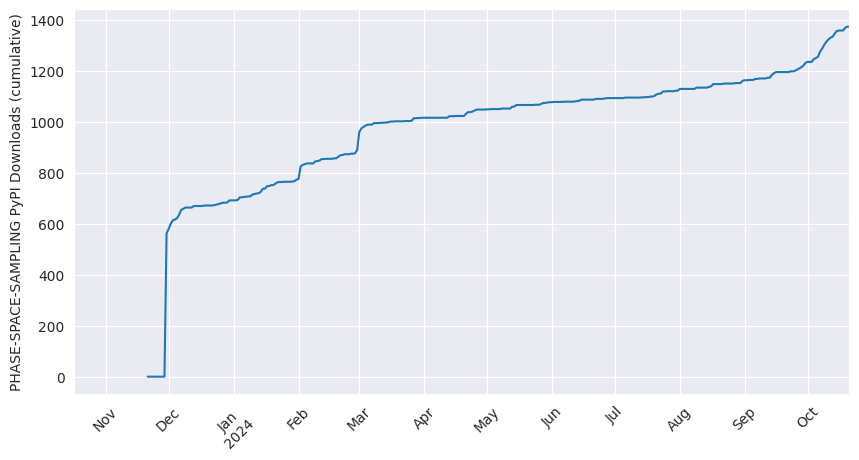 PHASE-SPACE-SAMPLING PyPI Downloads (cumulative)
1400
1200
1000
800
600
400
200
0
Nov
Dec
Jan
2024
Feb
Mar
Apr
May
Jun
Jul
Aug
Sep
Oct